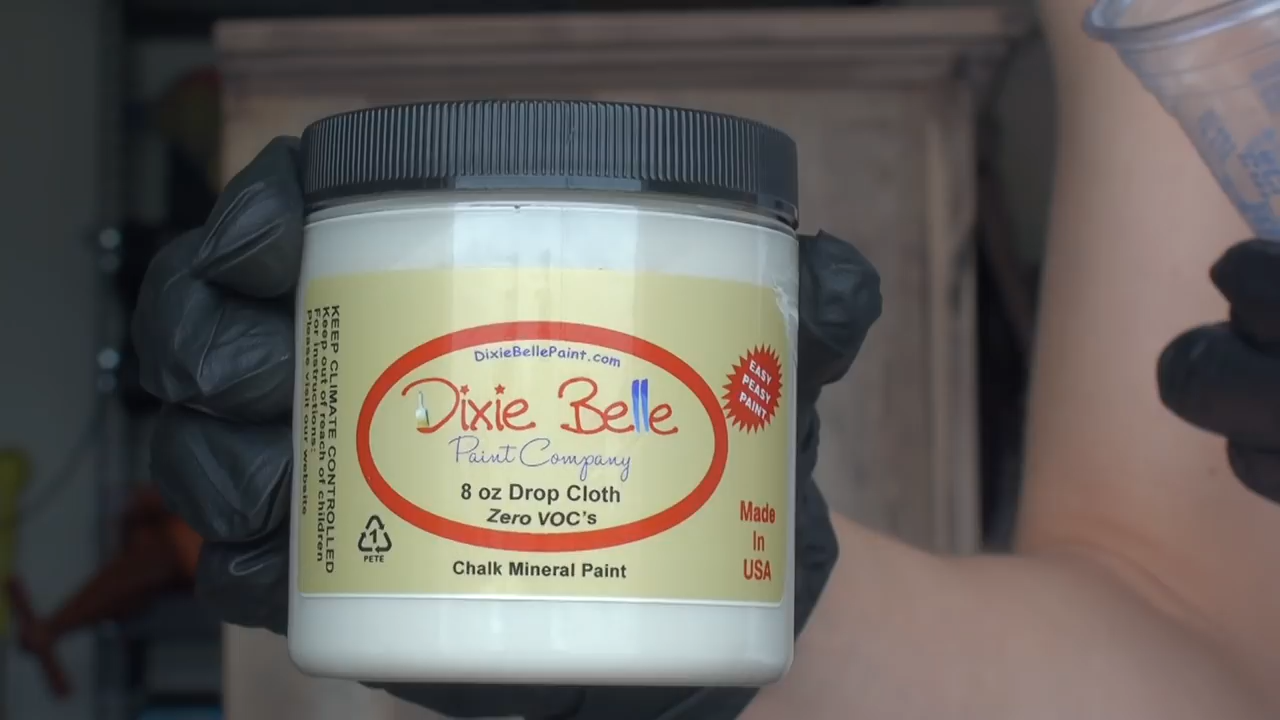 KEEP CLIMATE CONTROLLED
Keep out of reach of children
For instructions:
Please visit our website
DixieBellePaint.com
Dixie Belle
Paint Company
8 oz Drop Cloth
Zero VOC's
Chalk Mineral Paint
1
PETE
EASY
PEASY
PAINT
Made
In
USA